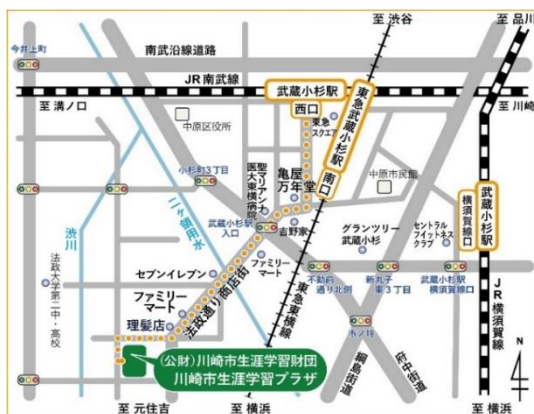 至 渋谷
至 品川
今井上町
南武沿線道路
JR南武線
武蔵小杉駅
西口
至 溝ノ口
至 川崎
東急スクエア
東急武蔵小杉駅
南口
中原区役所
小杉町3丁目
聖マリアンナ
医大東横病院
亀屋
万年堂
中原市民館
武蔵小杉駅
横須賀線口
二ヶ領用水
渋川
武蔵小杉駅
入口
吉野家
グランツリー
武蔵小杉
セントラル
フィットネス
クラブ
法政大学第二中・高校
セブンイレブン
ファミリー
マート
法政通り商店街
ファミリー
マート
理髪店
不動前
通り北側
新丸子
東3丁目
武蔵小杉駅
横須賀線口
東急東横線
市ノ坪
JR横須賀線
綱島街道
府中街道
(公財)川崎市生涯学習財団
川崎市生涯学習プラザ
N
至 元住吉
至 横浜
至 横浜